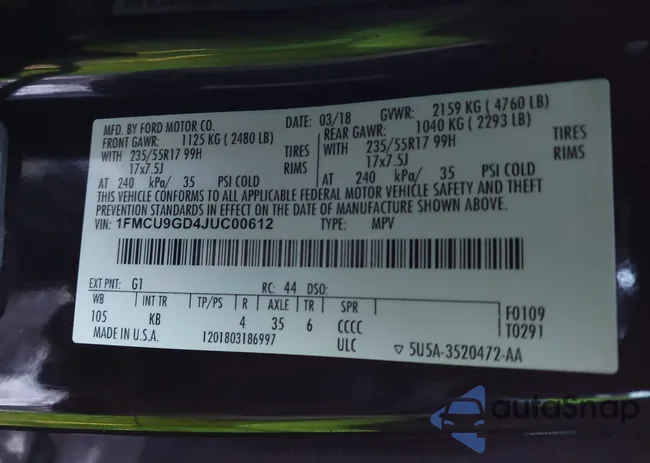 MFD. BY FORD MOTOR CO. DATE: 03/18 GVWR: 2159 KG ( 4760 LB)
FRONT GAWR: 1125 KG ( 2480 LB) REAR GAWR: 1040 KG ( 2293 LB)
WITH 235/55R17 99H TIRES WITH 235/55R17 99H TIRES
17x7.5J RIMS 17x7.5J RIMS
AT 240 kPa/ 35 PSI COLD AT 240 kPa/ 35 PSI COLD
THIS VEHICLE CONFORMS TO ALL APPLICABLE FEDERAL MOTOR VEHICLE SAFETY AND THEFT
PREVENTION STANDARDS IN EFFECT ON THE DATE OF MANUFACTURE SHOWN ABOVE.
VIN: 1FMCU9GD4JUC00612 TYPE: MPV
EXT PNT: G1 RC: 44 DSO:
WB INT TR TP/PS R AXLE TR SPR F0109
105 KB 4 35 6 CCCC T0291
MADE IN U.S.A. 1201803186997 ULC ▽ 5U5A-3520472-AA
autoSnap